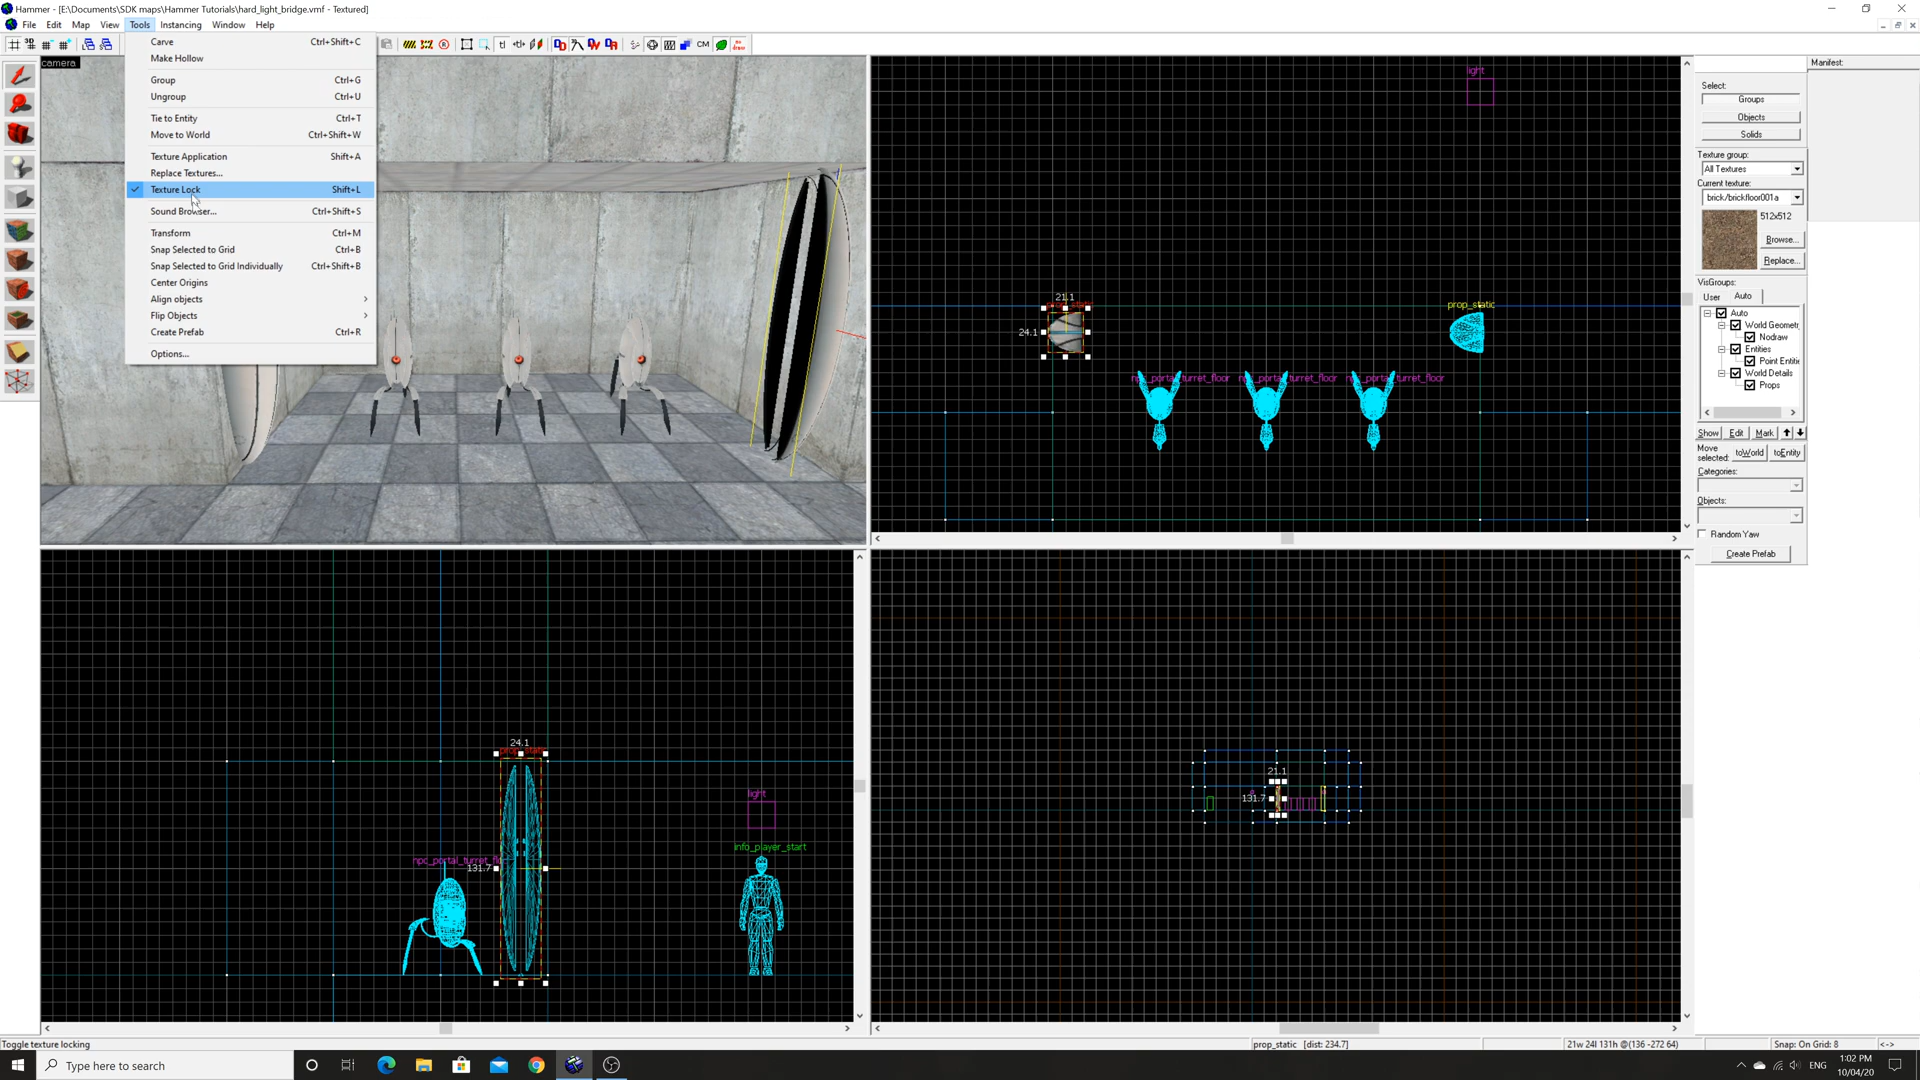 Hammer - [E:\Documents\SDK maps\Hammer Tutorials\hard_light_bridge.vmf - Textured]
File Edit Map View Tools Instancing Window Help
CM
camera
Carve Ctrl+Shift+C
Make Hollow
Group Ctrl+G
Ungroup Ctrl+U
Tie to Entity Ctrl+T
Move to World Ctrl+Shift+W
Texture Application Shift+A
Replace Textures...
Texture Lock Shift+L
Sound Browser... Ctrl+Shift+S
Transform Ctrl+M
Snap Selected to Grid Ctrl+B
Snap Selected to Grid Individually Ctrl+Shift+B
Center Origins
Align objects
Flip Objects
Create Prefab Ctrl+R
Options...
light
21.1
24.1
prop_static
npc_portal_turret_floor npc_portal_turret_floor npc_portal_turret_floor
Select:
Groups
Objects
Solids
Texture group:
All Textures
Current texture:
brick/brickfloor001a
512x512
Browse...
Replace...
VisGroups:
User Auto
Auto
World Geometr
Nodraw
Entities
Point Entitie
World Details
Props
Show Edit Mark
Move selected: toWorld toEntity
Categories:
Objects:
Random Yaw
Create Prefab
Manifest:
24.1
npc_portal_turret_flo
131.7
light
info_player_start
21.1
131.7
Toggle texture locking
prop_static [dist: 234.7]
21w 24l 131h @(136 -272 64)
Snap: On Grid: 8
<->
Type here to search
ENG
1:02 PM
10/04/20